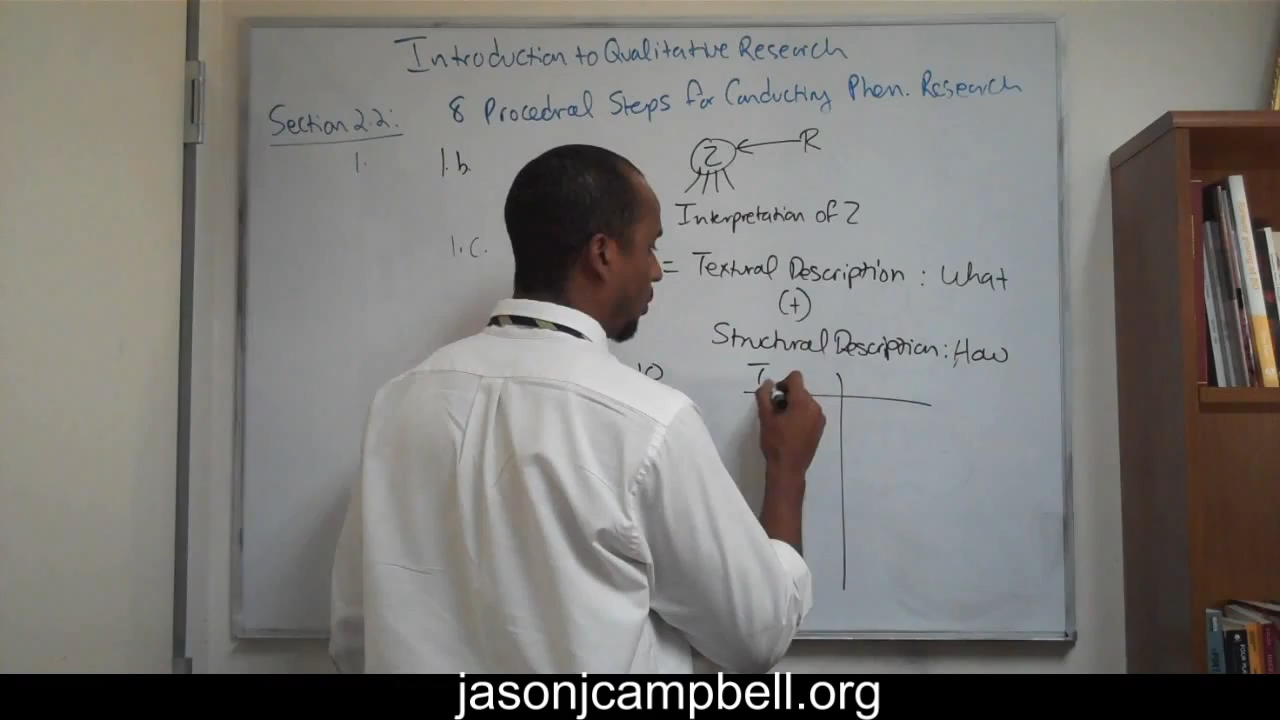 Introduction to Qualitative Research
Section 2.2: 8 Procedral Steps for Conducting Phen. Research
1. 1.b. Z R
Interpretation of Z
1.c. = Textural Description : What
(+)
Structural Description: How
10 T
jasonjcampbell.org